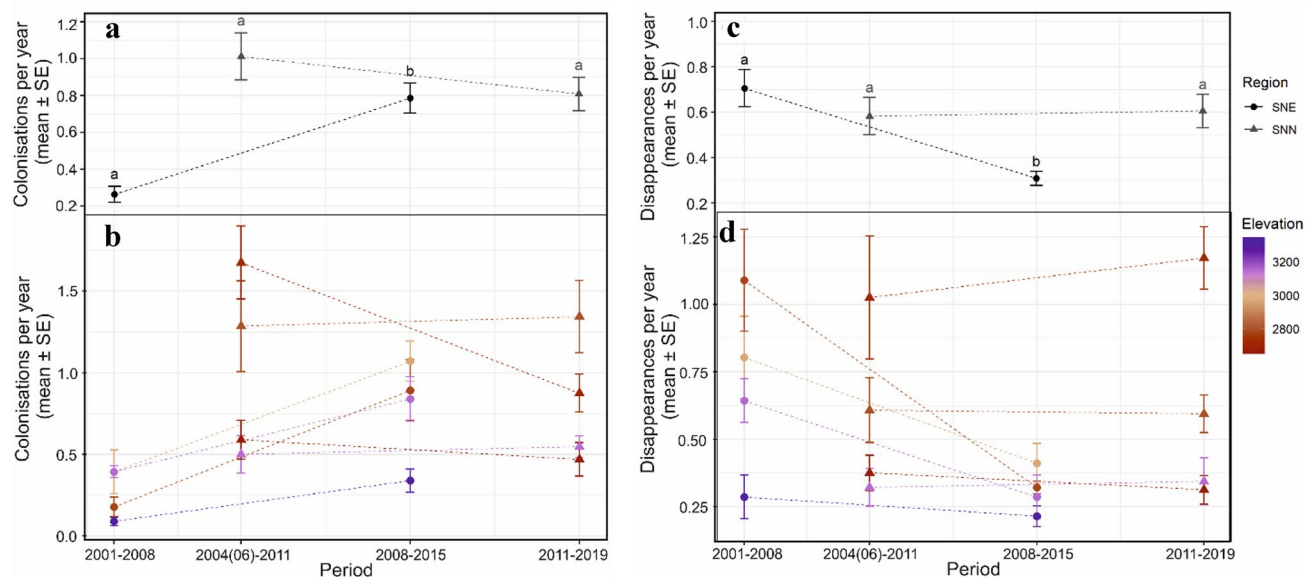 a
Colonisations per year
(mean ± SE)
1.2
1.0
0.8
0.6
0.4
0.2
a
a
b
a
b
Colonisations per year
(mean ± SE)
1.5
1.0
0.5
0.0
2001-2008
2004(06)-2011
2008-2015
2011-2019
Period
c
Disappearances per year
(mean ± SE)
1.0
0.8
0.6
0.4
0.2
a
a
b
a
d
Disappearances per year
(mean ± SE)
1.25
1.00
0.75
0.50
0.25
2001-2008
2004(06)-2011
2008-2015
2011-2019
Period
Region
SNE
SNN
Elevation
3200
3000
2800